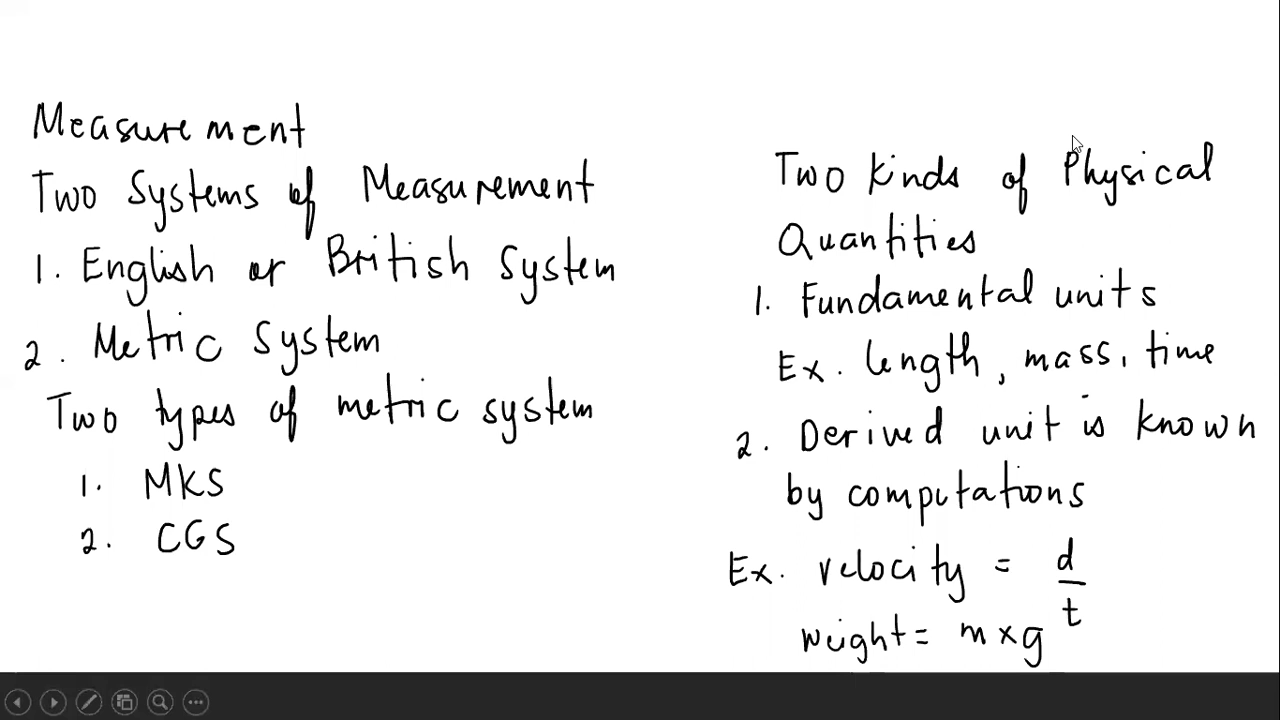 Measurement
Two Systems of Measurement
1. English or British System
2. Metric System
Two types of metric system
1. MKS
2. CGS
Two Kinds of Physical
Quantities
1. Fundamental units
Ex. length, mass, time
2. Derived unit is known
by computations
Ex. velocity = d/t
weight = m x g